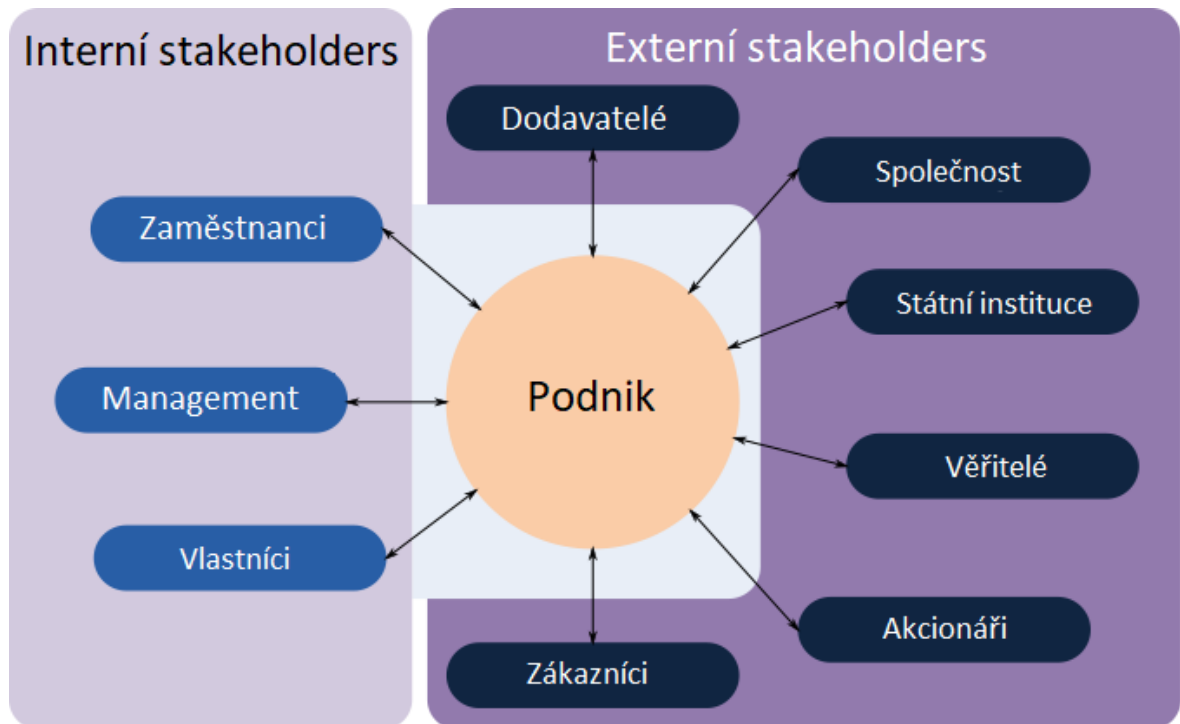 Interní stakeholders
Zaměstnanci
Management
Vlastníci
Externí stakeholders
Dodavatelé
Společnost
Státní instituce
Věřitelé
Akcionáři
Zákazníci
Podnik